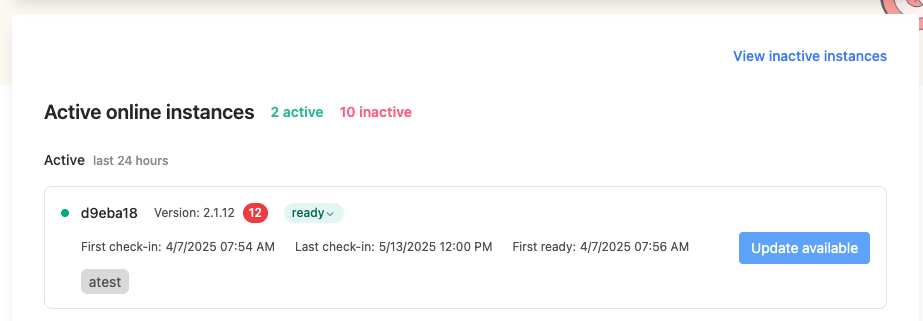 View inactive instances
Active online instances 2 active 10 inactive
Active last 24 hours
d9eba18 Version: 2.1.12 12 ready
First check-in: 4/7/2025 07:54 AM Last check-in: 5/13/2025 12:00 PM First ready: 4/7/2025 07:56 AM
Update available
atest